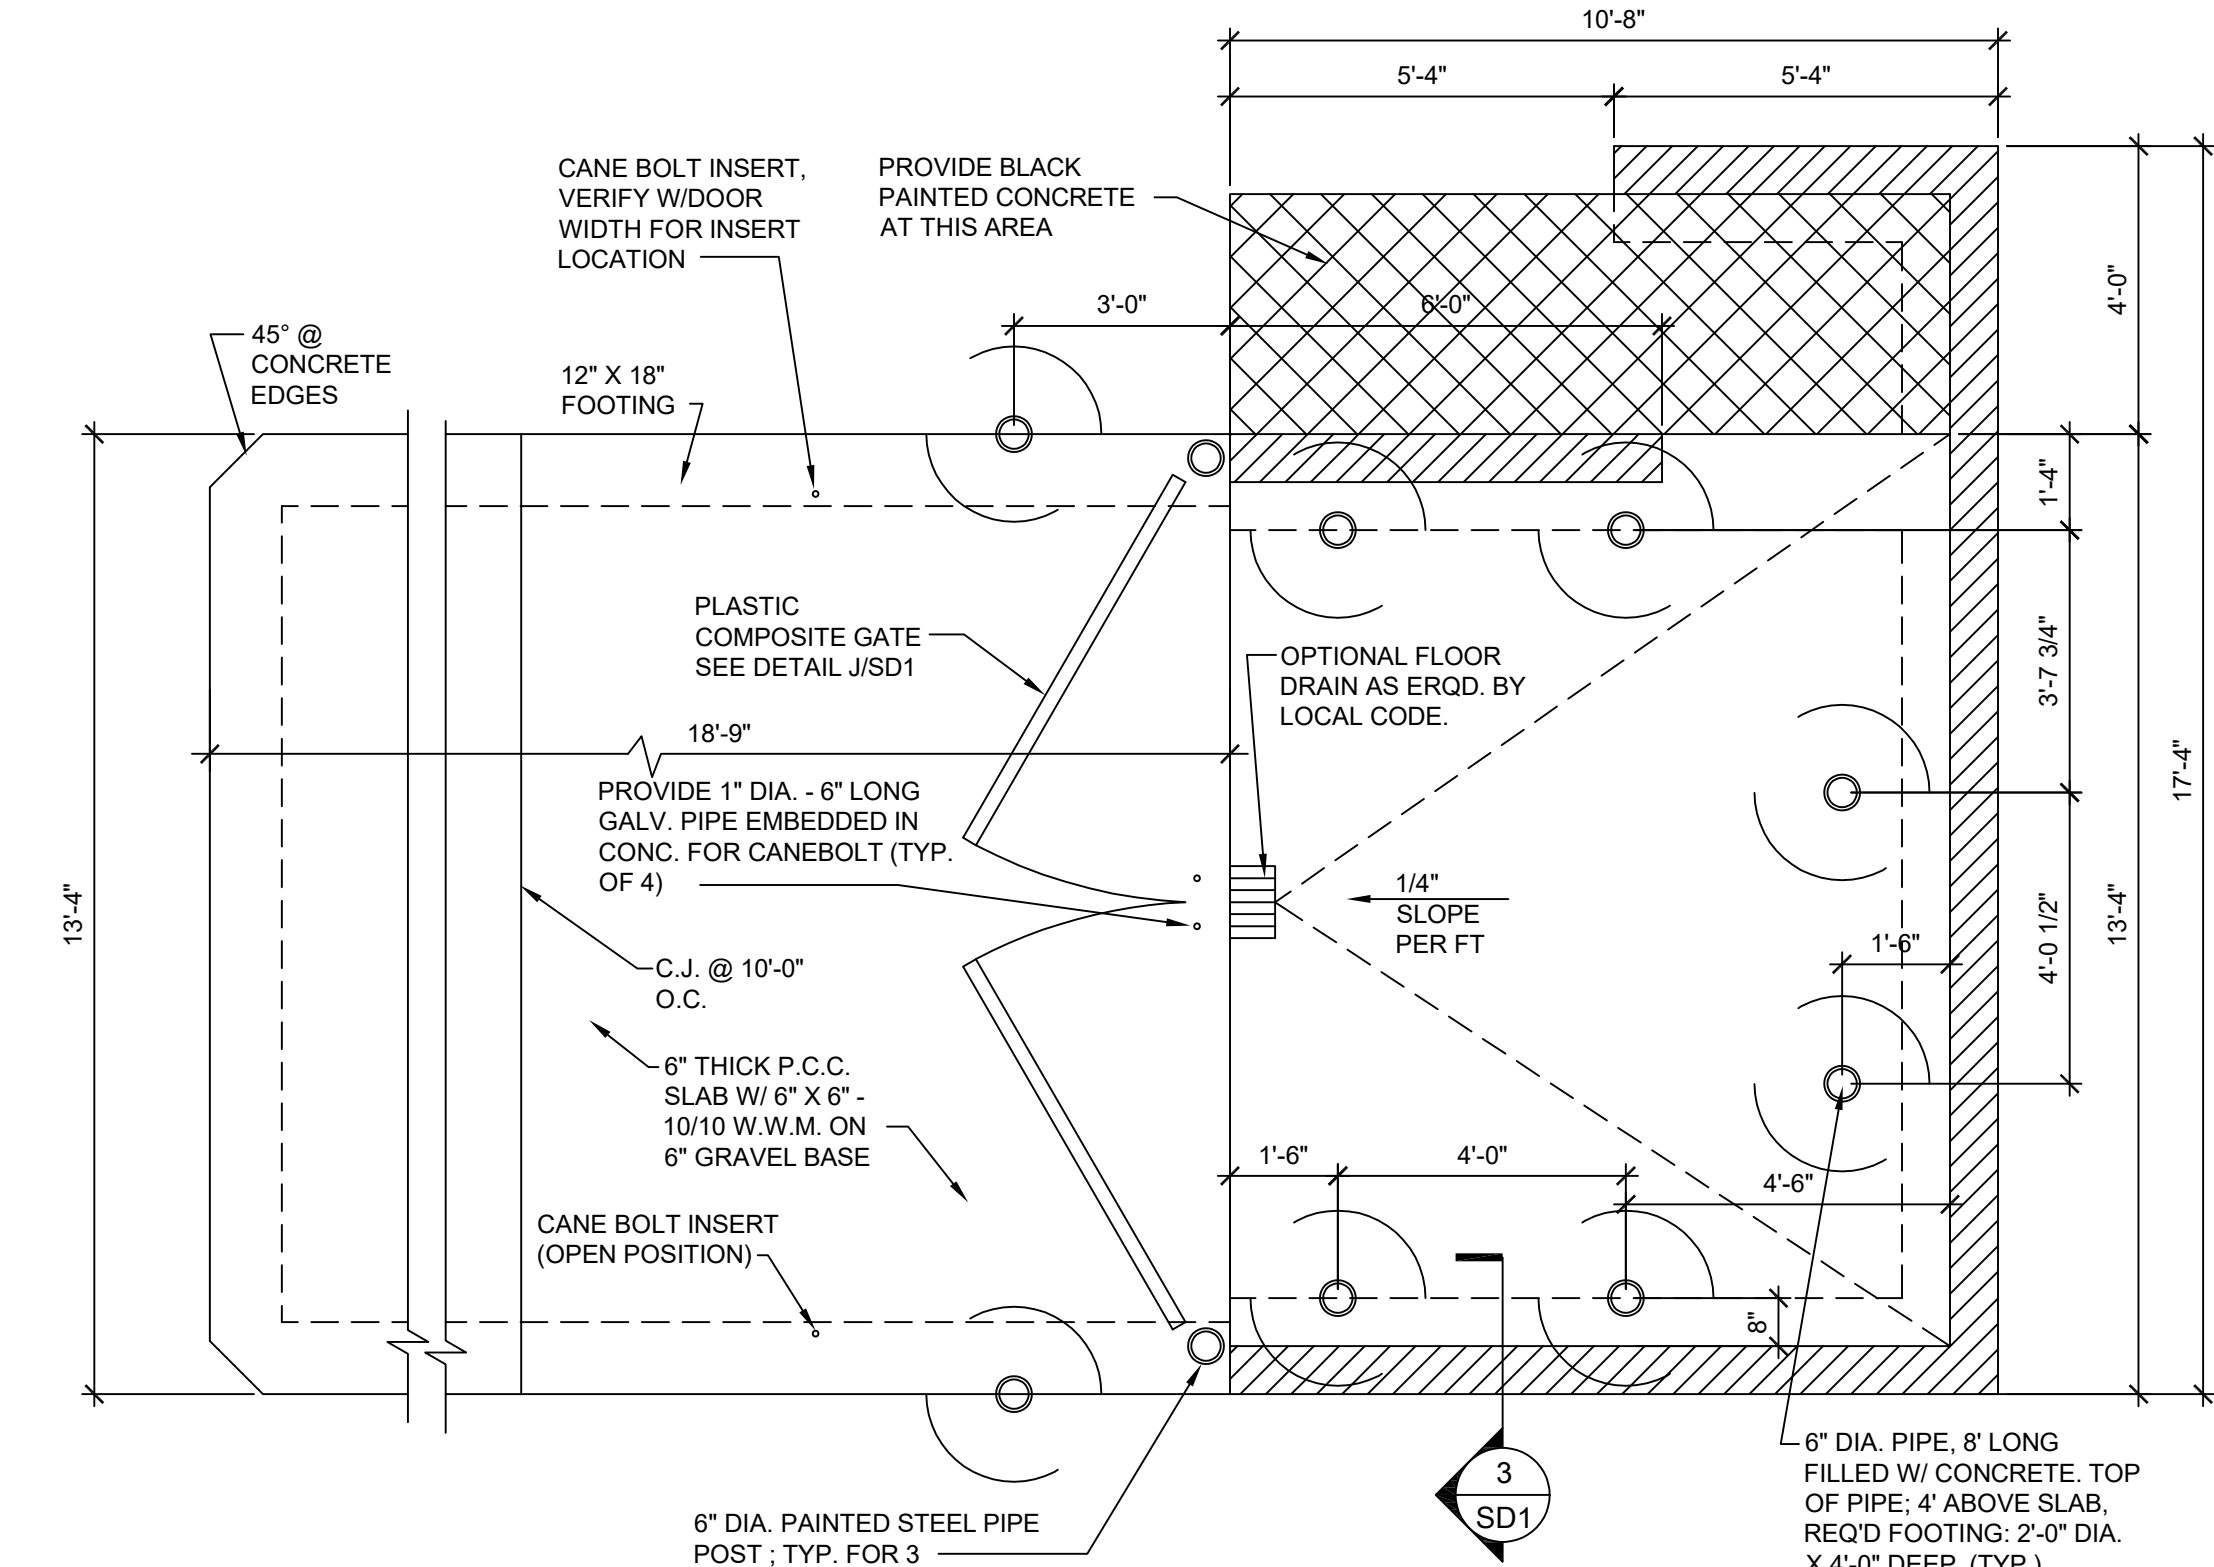 10'-8"
5'-4"
5'-4"
CANE BOLT INSERT,
VERIFY W/DOOR
WIDTH FOR INSERT
LOCATION
PROVIDE BLACK
PAINTED CONCRETE
AT THIS AREA
45° @
CONCRETE
EDGES
12" X 18"
FOOTING
3'-0"
6'-0"
4'-0"
1'-4"
PLASTIC
COMPOSITE GATE
SEE DETAIL J/SD1
OPTIONAL FLOOR
DRAIN AS ERQD. BY
LOCAL CODE.
3'-7 3/4"
18'-9"
17'-4"
PROVIDE 1" DIA. - 6" LONG
GALV. PIPE EMBEDDED IN
CONC. FOR CANEBOLT (TYP.
OF 4)
1/4"
SLOPE
PER FT
13'-4"
13'-4"
4'-0 1/2"
1'-6"
C.J. @ 10'-0"
O.C.
6" THICK P.C.C.
SLAB W/ 6" X 6" -
10/10 W.W.M. ON
6" GRAVEL BASE
1'-6"
4'-0"
4'-6"
CANE BOLT INSERT
(OPEN POSITION)
8"
3
SD1
6" DIA. PAINTED STEEL PIPE
POST ; TYP. FOR 3
6" DIA. PIPE, 8' LONG
FILLED W/ CONCRETE. TOP
OF PIPE; 4' ABOVE SLAB,
REQ'D FOOTING: 2'-0" DIA.
X 4'-0" DEEP. (TYP.)